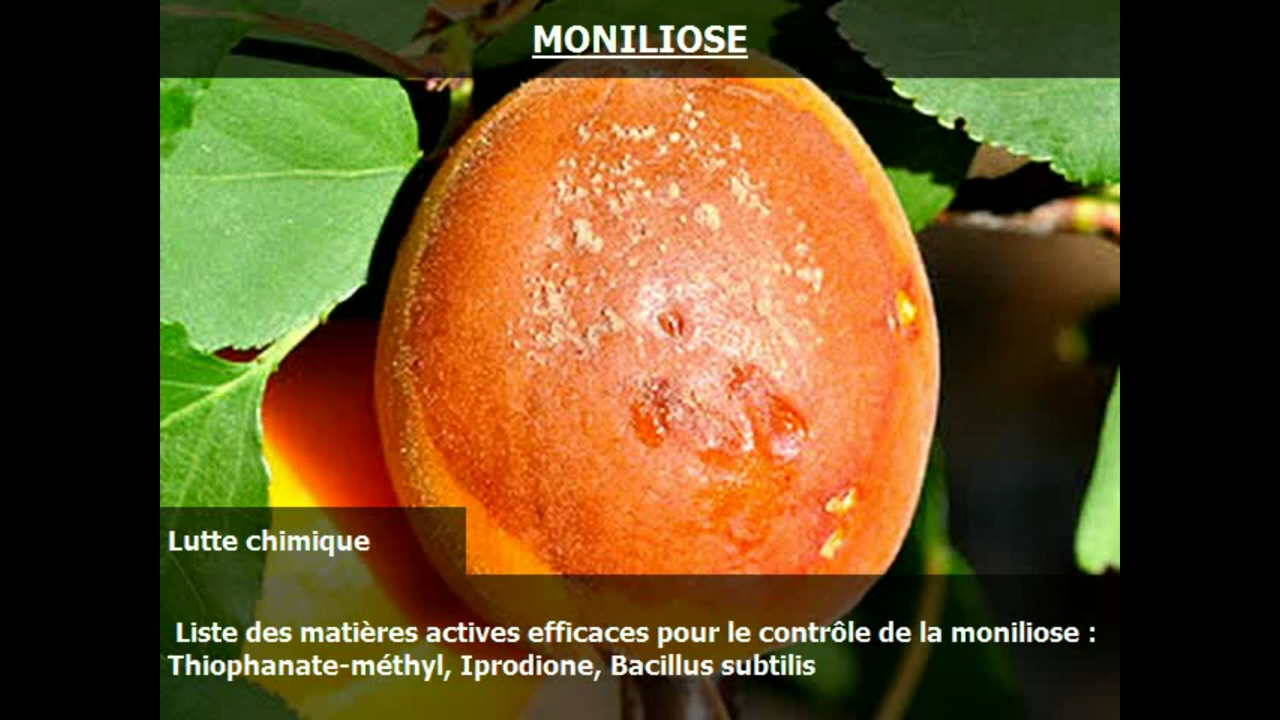 MONILIOSE
Lutte chimique
Liste des matières actives efficaces pour le contrôle de la moniliose :
Thiophanate-méthyl, Iprodione, Bacillus subtilis